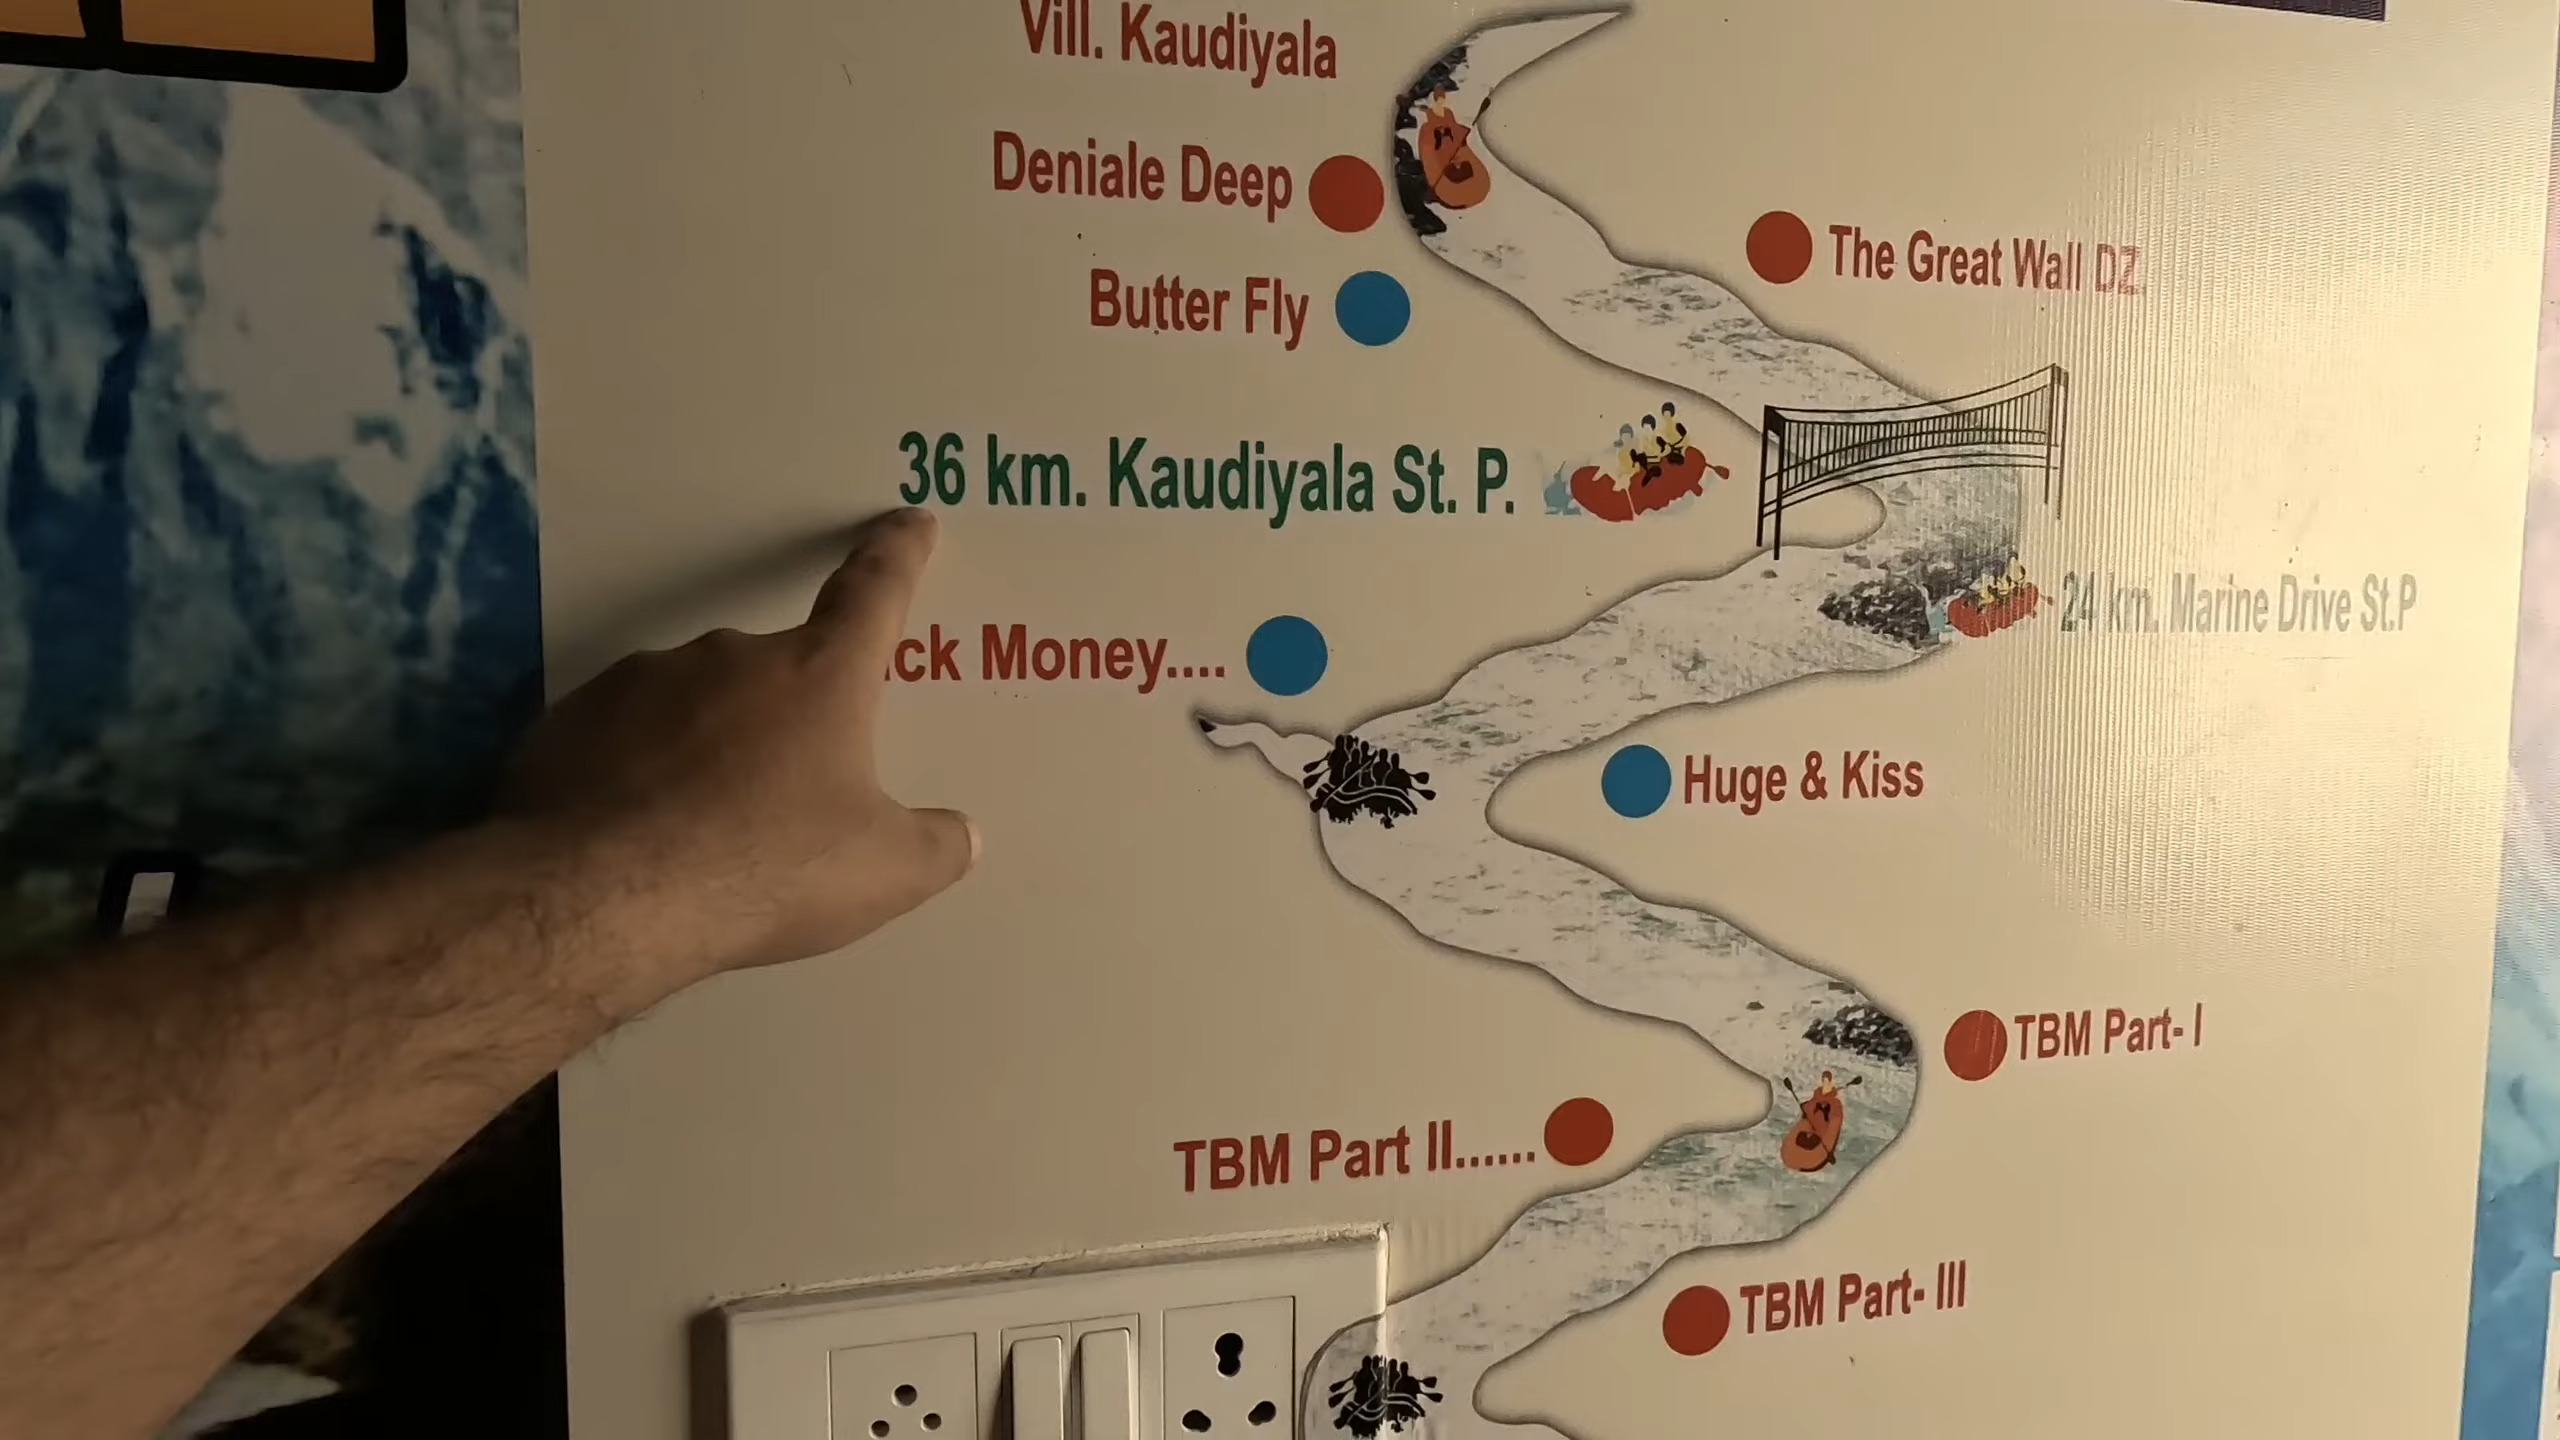 Vill. Kaudiyala
Deniale Deep
The Great Wall DZ.
Butter Fly
36 km. Kaudiyala St. P.
24 km. Marine Drive St.P
Money....
Huge & Kiss
TBM Part- I
TBM Part II......
TBM Part- III